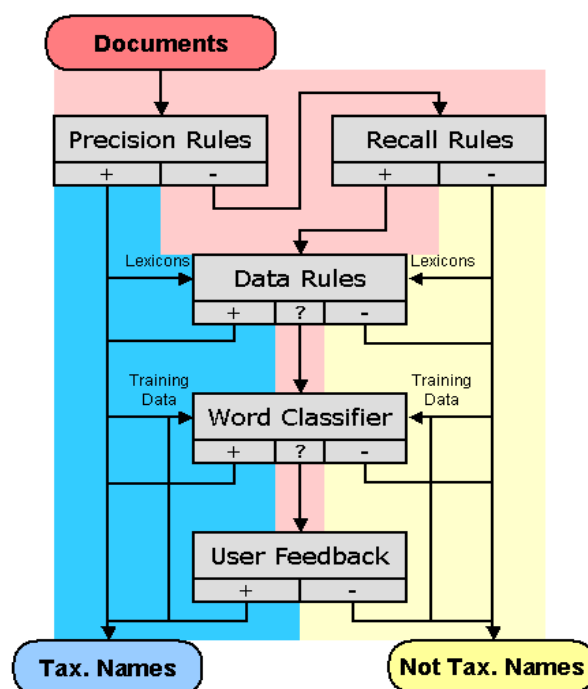 Documents
Precision Rules
+ -
Recall Rules
+ -
Lexicons
Lexicons
Data Rules
+ ? -
Training
Data
Training
Data
Word Classifier
+ ? -
User Feedback
+ -
Tax. Names
Not Tax. Names